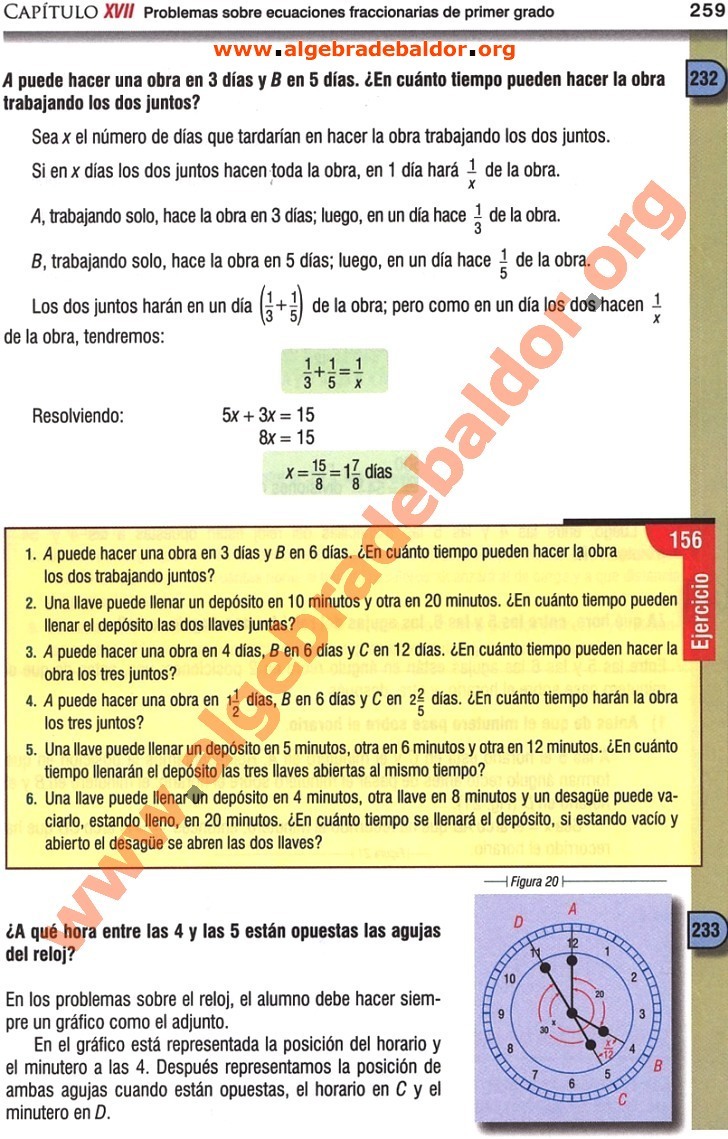 CAPÍTULO XVII Problemas sobre ecuaciones fraccionarias de primer grado 259
www.algebradebaldor.org
A puede hacer una obra en 3 días y B en 5 días. ¿En cuánto tiempo pueden hacer la obra 232
trabajando los dos juntos?
Sea x el número de días que tardarían en hacer la obra trabajando los dos juntos.
Si en x días los dos juntos hacen toda la obra, en 1 día hará 1/x de la obra.
A, trabajando solo, hace la obra en 3 días; luego, en un día hace 1/3 de la obra.
B, trabajando solo, hace la obra en 5 días; luego, en un día hace 1/5 de la obra.
Los dos juntos harán en un día (1/3 + 1/5) de la obra; pero como en un día los dos hacen 1/x
de la obra, tendremos:
1/3 + 1/5 = 1/x
Resolviendo: 5x + 3x = 15
8x = 15
x = 15/8 = 1 7/8 días
156
Ejercicio
1. A puede hacer una obra en 3 días y B en 6 días. ¿En cuánto tiempo pueden hacer la obra
los dos trabajando juntos?
2. Una llave puede llenar un depósito en 10 minutos y otra en 20 minutos. ¿En cuánto tiempo pueden
llenar el depósito las dos llaves juntas?
3. A puede hacer una obra en 4 días, B en 6 días y C en 12 días. ¿En cuánto tiempo pueden hacer la
obra los tres juntos?
4. A puede hacer una obra en 1 1/2 días, B en 6 días y C en 2 2/5 días. ¿En cuánto tiempo harán la obra
los tres juntos?
5. Una llave puede llenar un depósito en 5 minutos, otra en 6 minutos y otra en 12 minutos. ¿En cuánto
tiempo llenarán el depósito las tres llaves abiertas al mismo tiempo?
6. Una llave puede llenar un depósito en 4 minutos, otra llave en 8 minutos y un desagüe puede va-
ciarlo, estando lleno, en 20 minutos. ¿En cuánto tiempo se llenará el depósito, si estando vacío y
abierto el desagüe se abren las dos llaves?
www.algebradebaldor.org
¿A qué hora entre las 4 y las 5 están opuestas las agujas 233
del reloj?
En los problemas sobre el reloj, el alumno debe hacer siem-
pre un gráfico como el adjunto.
En el gráfico está representada la posición del horario y
el minutero a las 4. Después representamos la posición de
ambas agujas cuando están opuestas, el horario en C y el
minutero en D.
Figura 20
D A
11 12 1
10 2
20
9 3
x
30 x/12
8 4
B
7 6 5
C